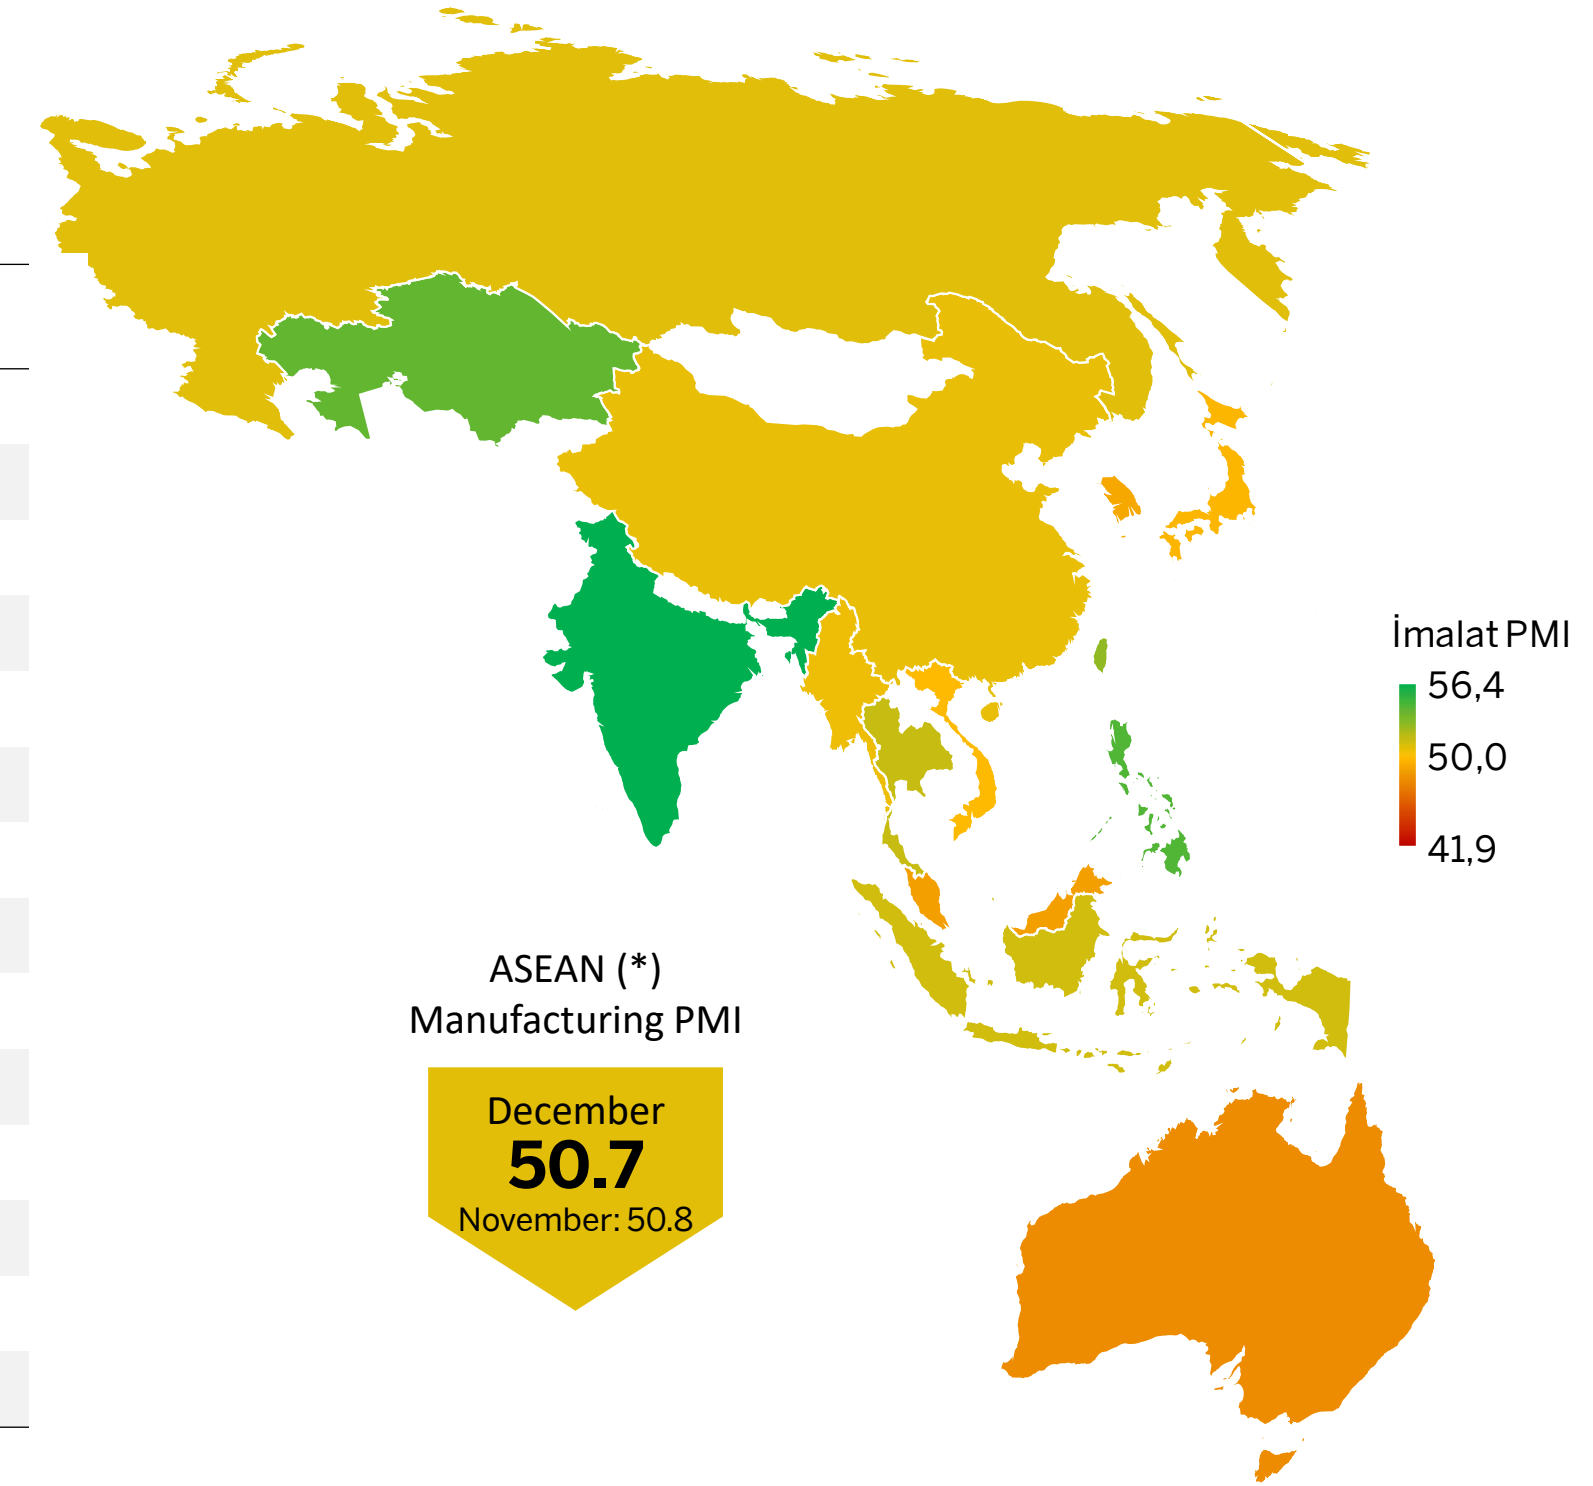 İmalat PMI
56,4
50,0
41,9
ASEAN (*)
Manufacturing PMI
December
50.7
November: 50.8